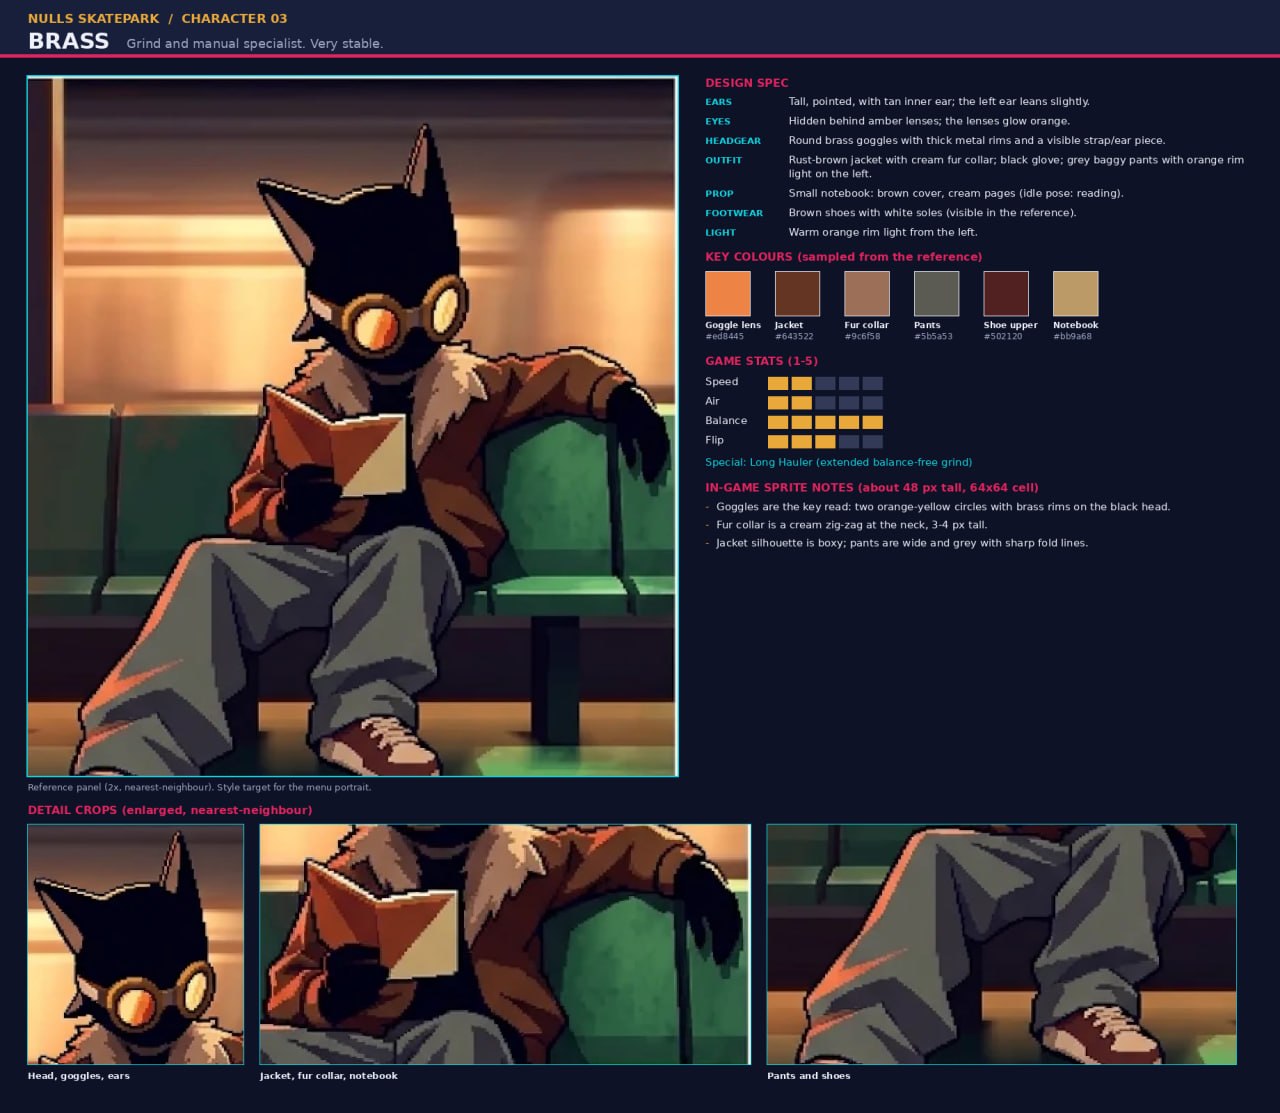 NULLS SKATEPARK / CHARACTER 03
BRASS Grind and manual specialist. Very stable.
DESIGN SPEC
EARS Tall, pointed, with tan inner ear; the left ear leans slightly.
EYES Hidden behind amber lenses; the lenses glow orange.
HEADGEAR Round brass goggles with thick metal rims and a visible strap/ear piece.
OUTFIT Rust-brown jacket with cream fur collar; black glove; grey baggy pants with orange rim
light on the left.
PROP Small notebook: brown cover, cream pages (idle pose: reading).
FOOTWEAR Brown shoes with white soles (visible in the reference).
LIGHT Warm orange rim light from the left.
KEY COLOURS (sampled from the reference)
Goggle lens Jacket Fur collar Pants Shoe upper Notebook
#ed8445 #643522 #9c6f58 #5b5a53 #502120 #bb9a68
GAME STATS (1-5)
Speed
Air
Balance
Flip
Special: Long Hauler (extended balance-free grind)
IN-GAME SPRITE NOTES (about 48 px tall, 64x64 cell)
- Goggles are the key read: two orange-yellow circles with brass rims on the black head.
- Fur collar is a cream zig-zag at the neck, 3-4 px tall.
- Jacket silhouette is boxy; pants are wide and grey with sharp fold lines.
Reference panel (2x, nearest-neighbour). Style target for the menu portrait.
DETAIL CROPS (enlarged, nearest-neighbour)
Head, goggles, ears
Jacket, fur collar, notebook
Pants and shoes